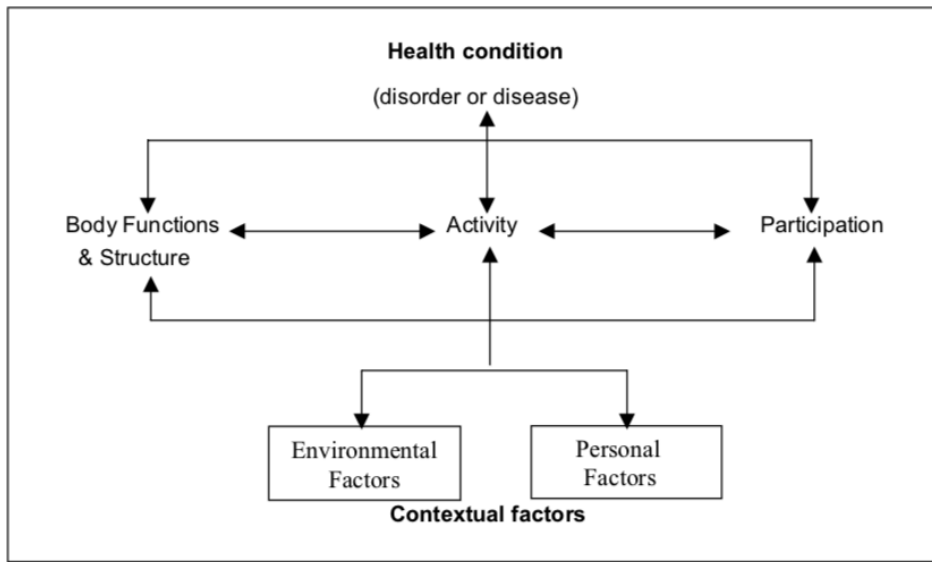 Health condition
(disorder or disease)
Body Functions
& Structure
Activity
Participation
Environmental
Factors
Personal
Factors
Contextual factors